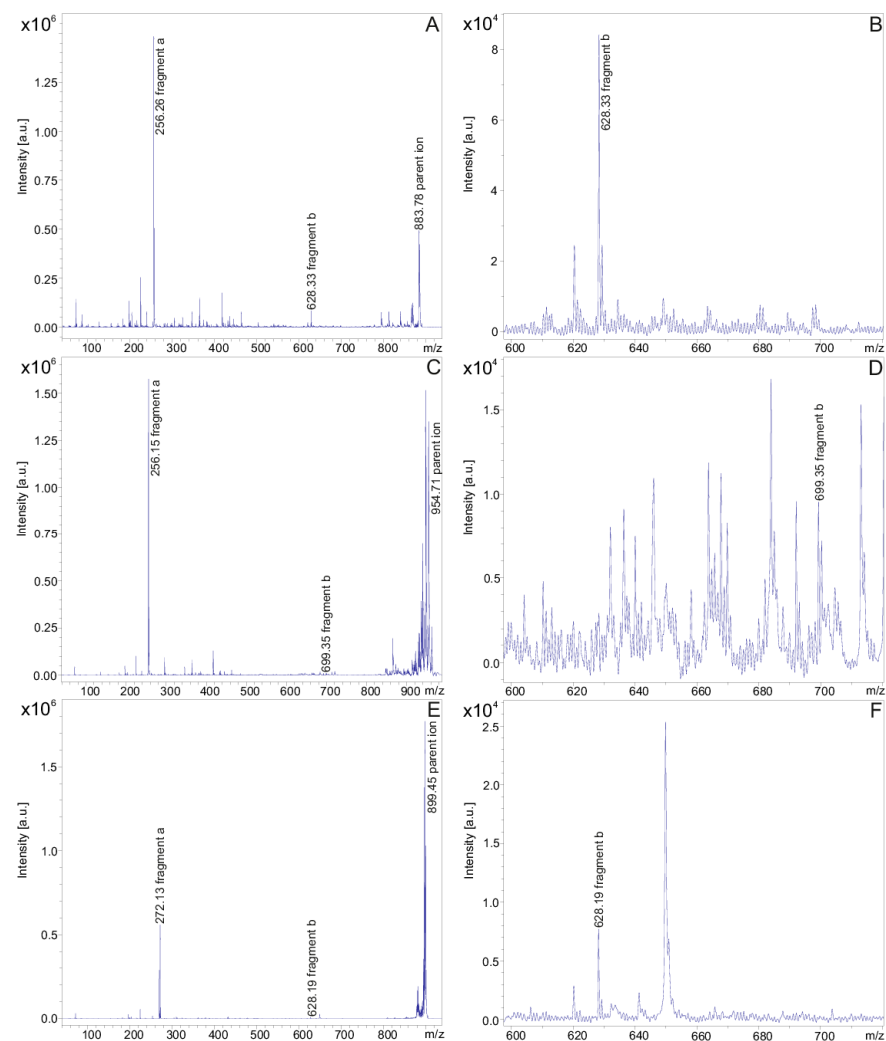 x10⁶
A
Intensity [a.u.]
1.25
1.00
0.75
0.50
0.25
0.00
256.26 fragment a
628.33 fragment b
883.78 parent ion
100 200 300 400 500 600 700 800 m/z
x10⁴
B
Intensity [a.u.]
8
6
4
2
0
628.33 fragment b
600 620 640 660 680 700 m/z
x10⁶
C
Intensity [a.u.]
1.50
1.25
1.00
0.75
0.50
0.25
0.00
256.15 fragment a
699.35 fragment b
954.71 parent ion
100 200 300 400 500 600 700 800 900 m/z
x10⁴
D
Intensity [a.u.]
1.5
1.0
0.5
0.0
699.35 fragment b
600 620 640 660 680 700 m/z
x10⁶
E
Intensity [a.u.]
1.5
1.0
0.5
0.0
272.13 fragment a
628.19 fragment b
899.45 parent ion
100 200 300 400 500 600 700 800 m/z
x10⁴
F
Intensity [a.u.]
2.5
2.0
1.5
1.0
0.5
0.0
628.19 fragment b
600 620 640 660 680 700 m/z